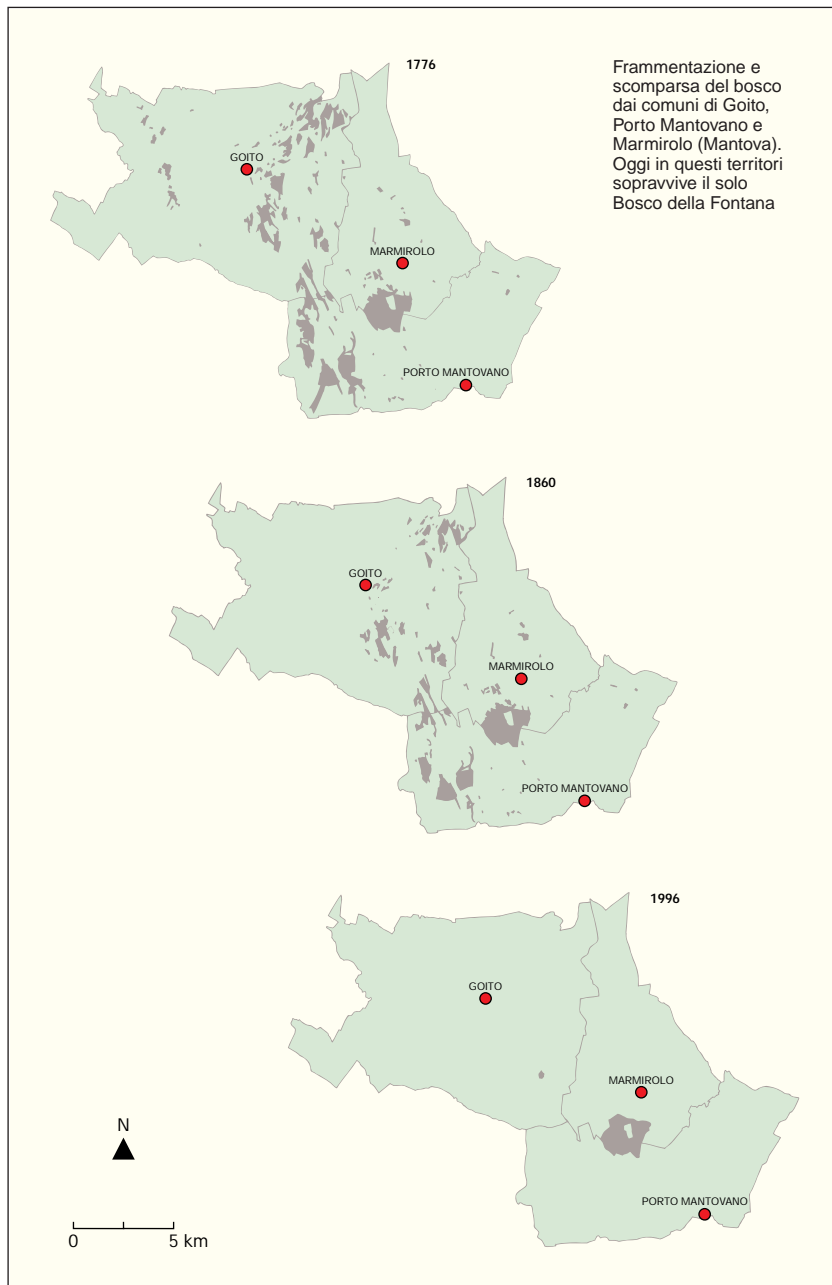 1776
Frammentazione e
scomparsa del bosco
dai comuni di Goito,
Porto Mantovano e
Marmirolo (Mantova).
Oggi in questi territori
sopravvive il solo
Bosco della Fontana
GOITO
MARMIROLO
PORTO MANTOVANO
1860
GOITO
MARMIROLO
PORTO MANTOVANO
1996
GOITO
MARMIROLO
PORTO MANTOVANO
N
0 5 km